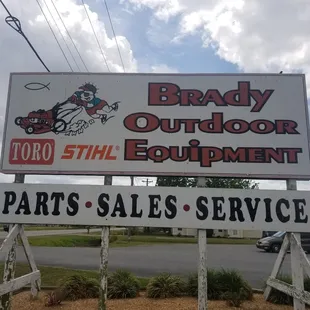 Brady
Outdoor
Equipment
TORO STIHL
PARTS • SALES • SERVICE